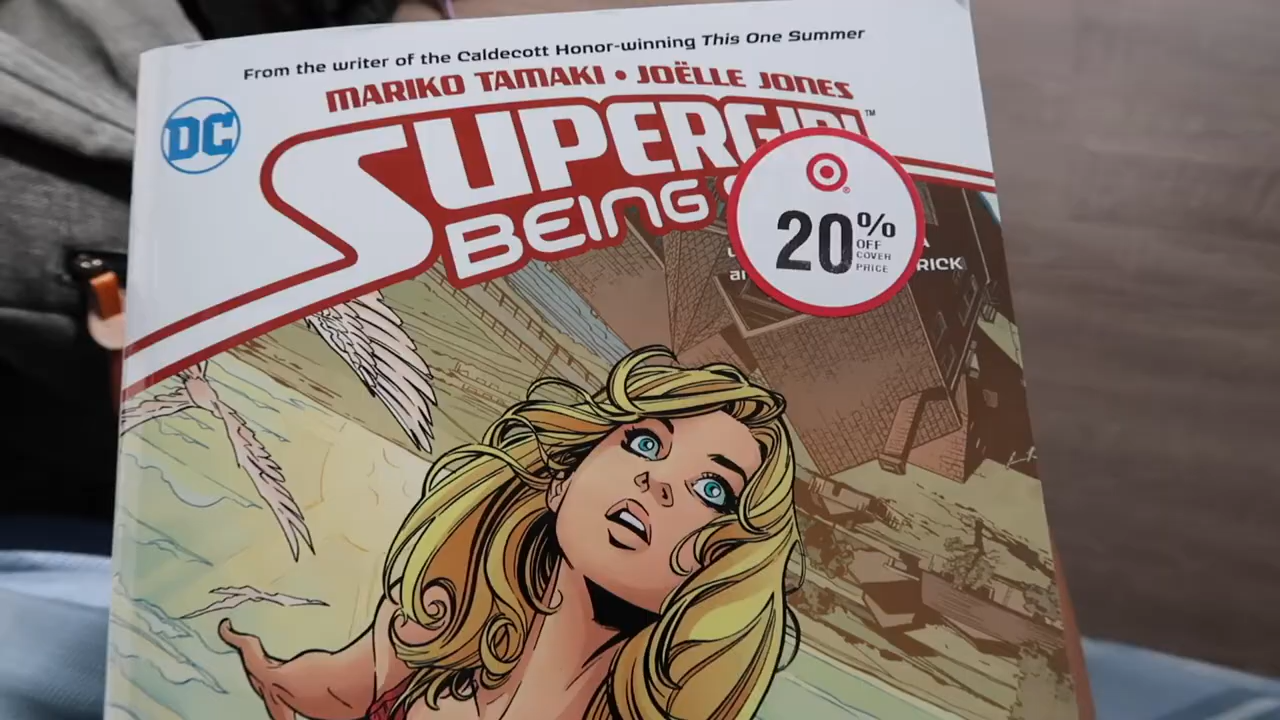 From the writer of the Caldecott Honor-winning This One Summer
MARIKO TAMAKI • JOËLLE JONES
DC
SUPERGIRL™
BEING
20% OFF COVER PRICE